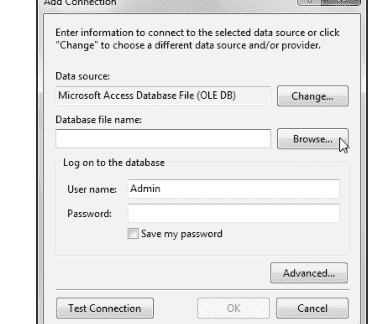 Add Connection
Enter information to connect to the selected data source or click
"Change" to choose a different data source and/or provider.
Data source:
Microsoft Access Database File (OLE DB)
Change...
Database file name:
Browse...
Log on to the database
User name: Admin
Password:
Save my password
Advanced...
Test Connection OK Cancel